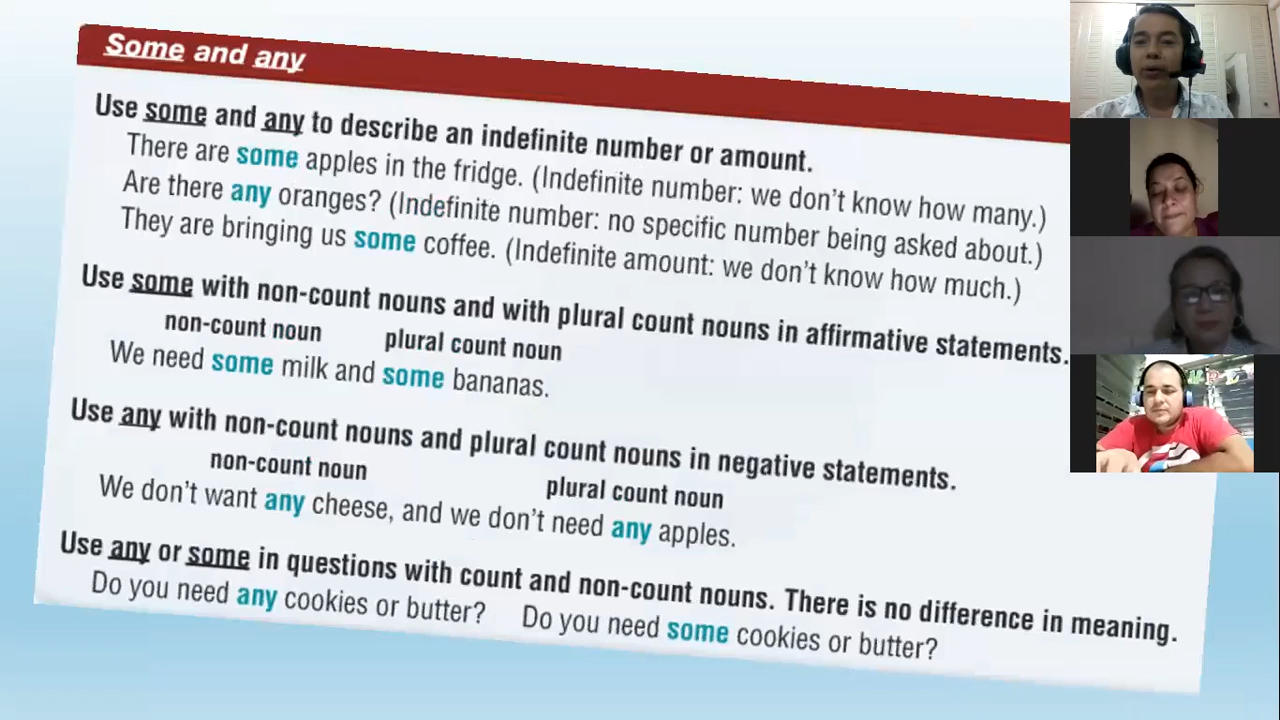 Some and any
Use some and any to describe an indefinite number or amount.
There are some apples in the fridge. (Indefinite number: we don't know how many.)
Are there any oranges? (Indefinite number: no specific number being asked about.)
They are bringing us some coffee. (Indefinite amount: we don't know how much.)
Use some with non-count nouns and with plural count nouns in affirmative statements.
non-count noun plural count noun
We need some milk and some bananas.
Use any with non-count nouns and plural count nouns in negative statements.
non-count noun plural count noun
We don't want any cheese, and we don't need any apples.
Use any or some in questions with count and non-count nouns. There is no difference in meaning.
Do you need any cookies or butter? Do you need some cookies or butter?